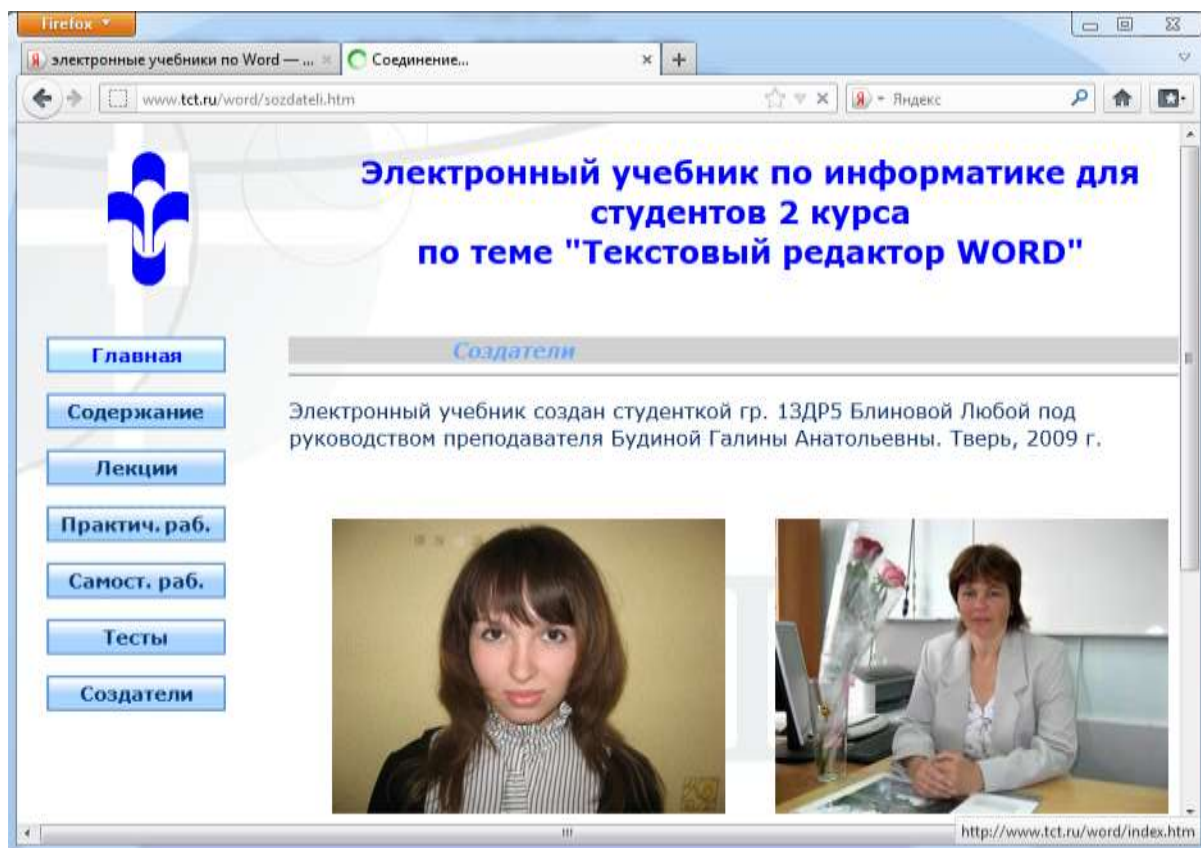 Firefox
электронные учебники по Word — ...
Соединение...
www.tct.ru/word/sozdateli.htm
Яндекс
Электронный учебник по информатике для
студентов 2 курса
по теме "Текстовый редактор WORD"
Главная
Содержание
Лекции
Практич. раб.
Самост. раб.
Тесты
Создатели
Создатели
Электронный учебник создан студенткой гр. 13ДР5 Блиновой Любой под
руководством преподавателя Будиной Галины Анатольевны. Тверь, 2009 г.
http://www.tct.ru/word/index.htm